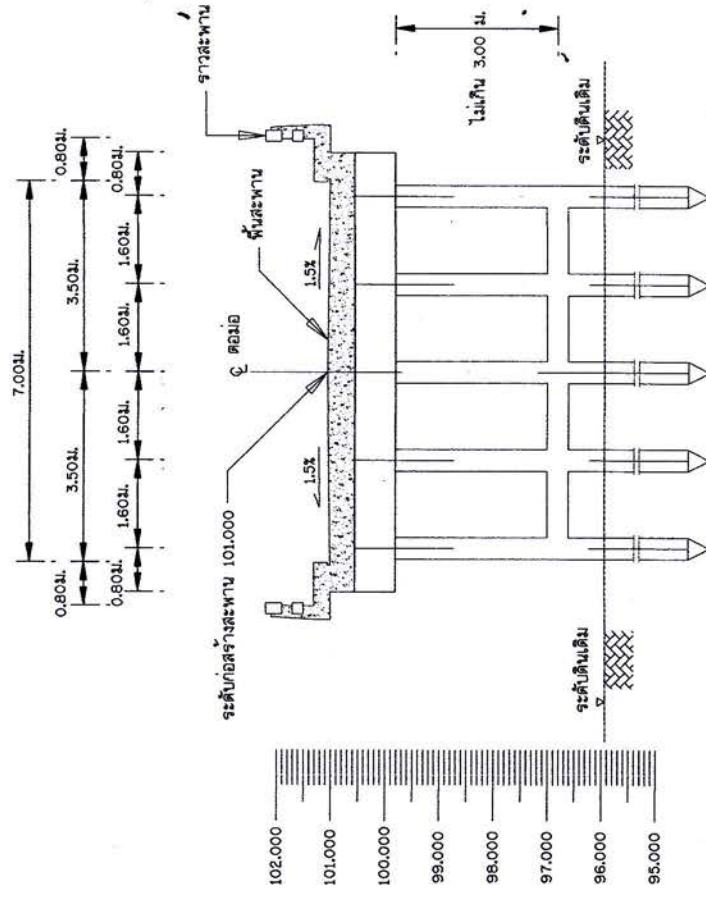 7.00ม.
0.80ม. 3.50ม. 3.50ม. 0.80ม.
0.80ม. 1.60ม. 1.60ม. 1.60ม. 1.60ม. 0.80ม.
ระดับก่อสร้างสะพาน 101.000
℄ ตอม่อ
พื้นสะพาน
ราวสะพาน
1.5% 1.5%
102.000
101.000
100.000
99.000
98.000
97.000
96.000
95.000
ไม่เกิน 3.00 ม.
ระดับดินเดิม
ระดับดินเดิม